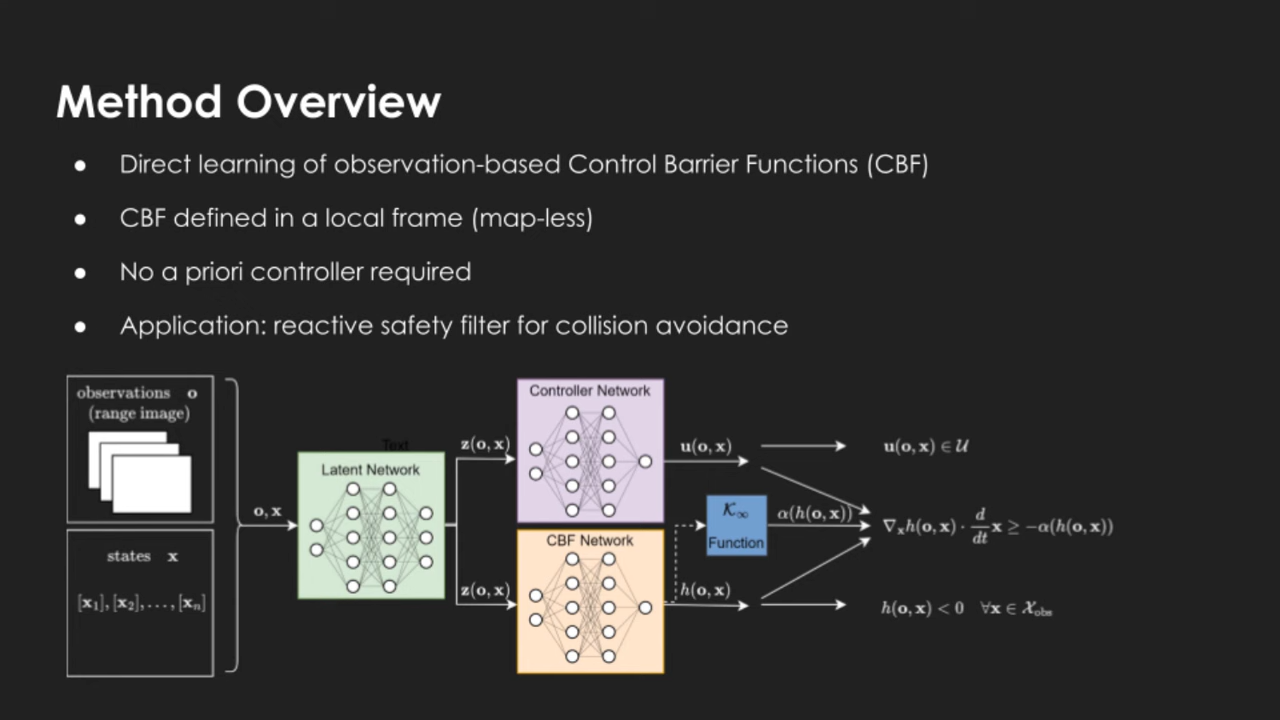 Method Overview
● Direct learning of observation-based Control Barrier Functions (CBF)
● CBF defined in a local frame (map-less)
● No a priori controller required
● Application: reactive safety filter for collision avoidance
observations o
(range image)
states x
[x₁],[x₂],...,[xₙ]
o, x
Text
Latent Network
z(o, x)
z(o, x)
Controller Network
CBF Network
u(o, x)
𝒦∞
Function
α(h(o, x))
h(o, x)
u(o, x) ∈ 𝒰
∇ₓh(o, x) · d/dt x ≥ −α(h(o, x))
h(o, x) < 0 ∀x ∈ 𝒳obs